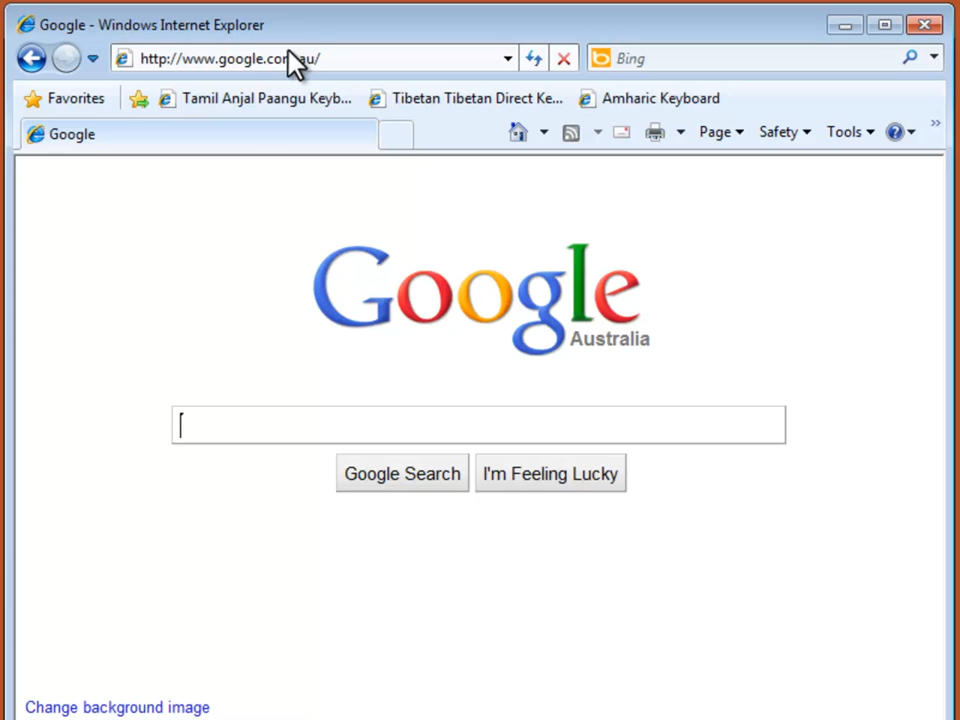 Google - Windows Internet Explorer
http://www.google.com.au/
Bing
Favorites
Tamil Anjal Paangu Keyb...
Tibetan Tibetan Direct Ke...
Amharic Keyboard
Google
Page
Safety
Tools
Google
Australia
Google Search
I'm Feeling Lucky
Change background image